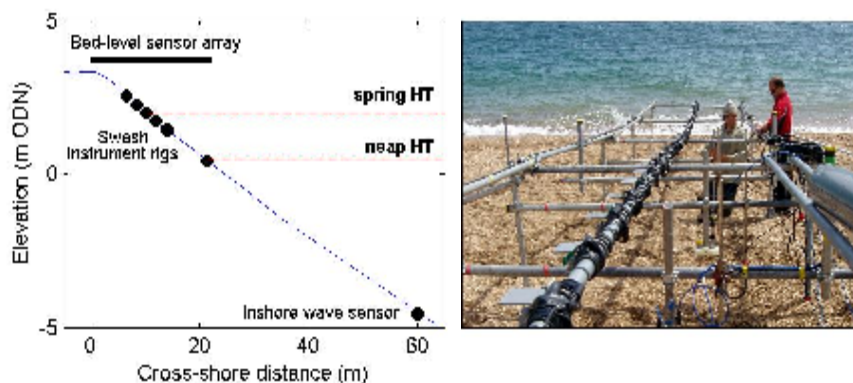 5
Bed-level sensor array
spring HT
Swash
instrument rigs
neap HT
0
Elevation (m ODN)
Inshore wave sensor
-5
0 20 40 60
Cross-shore distance (m)